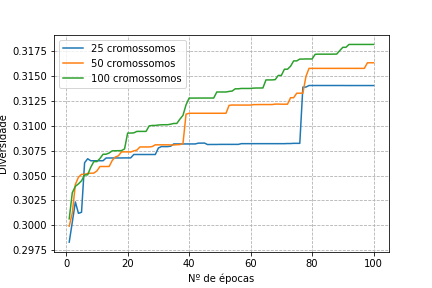 25 cromossomos
50 cromossomos
100 cromossomos
0.3175
0.3150
0.3125
0.3100
0.3075
0.3050
0.3025
0.3000
0.2975
Diversidade
0 20 40 60 80 100
Nº de épocas